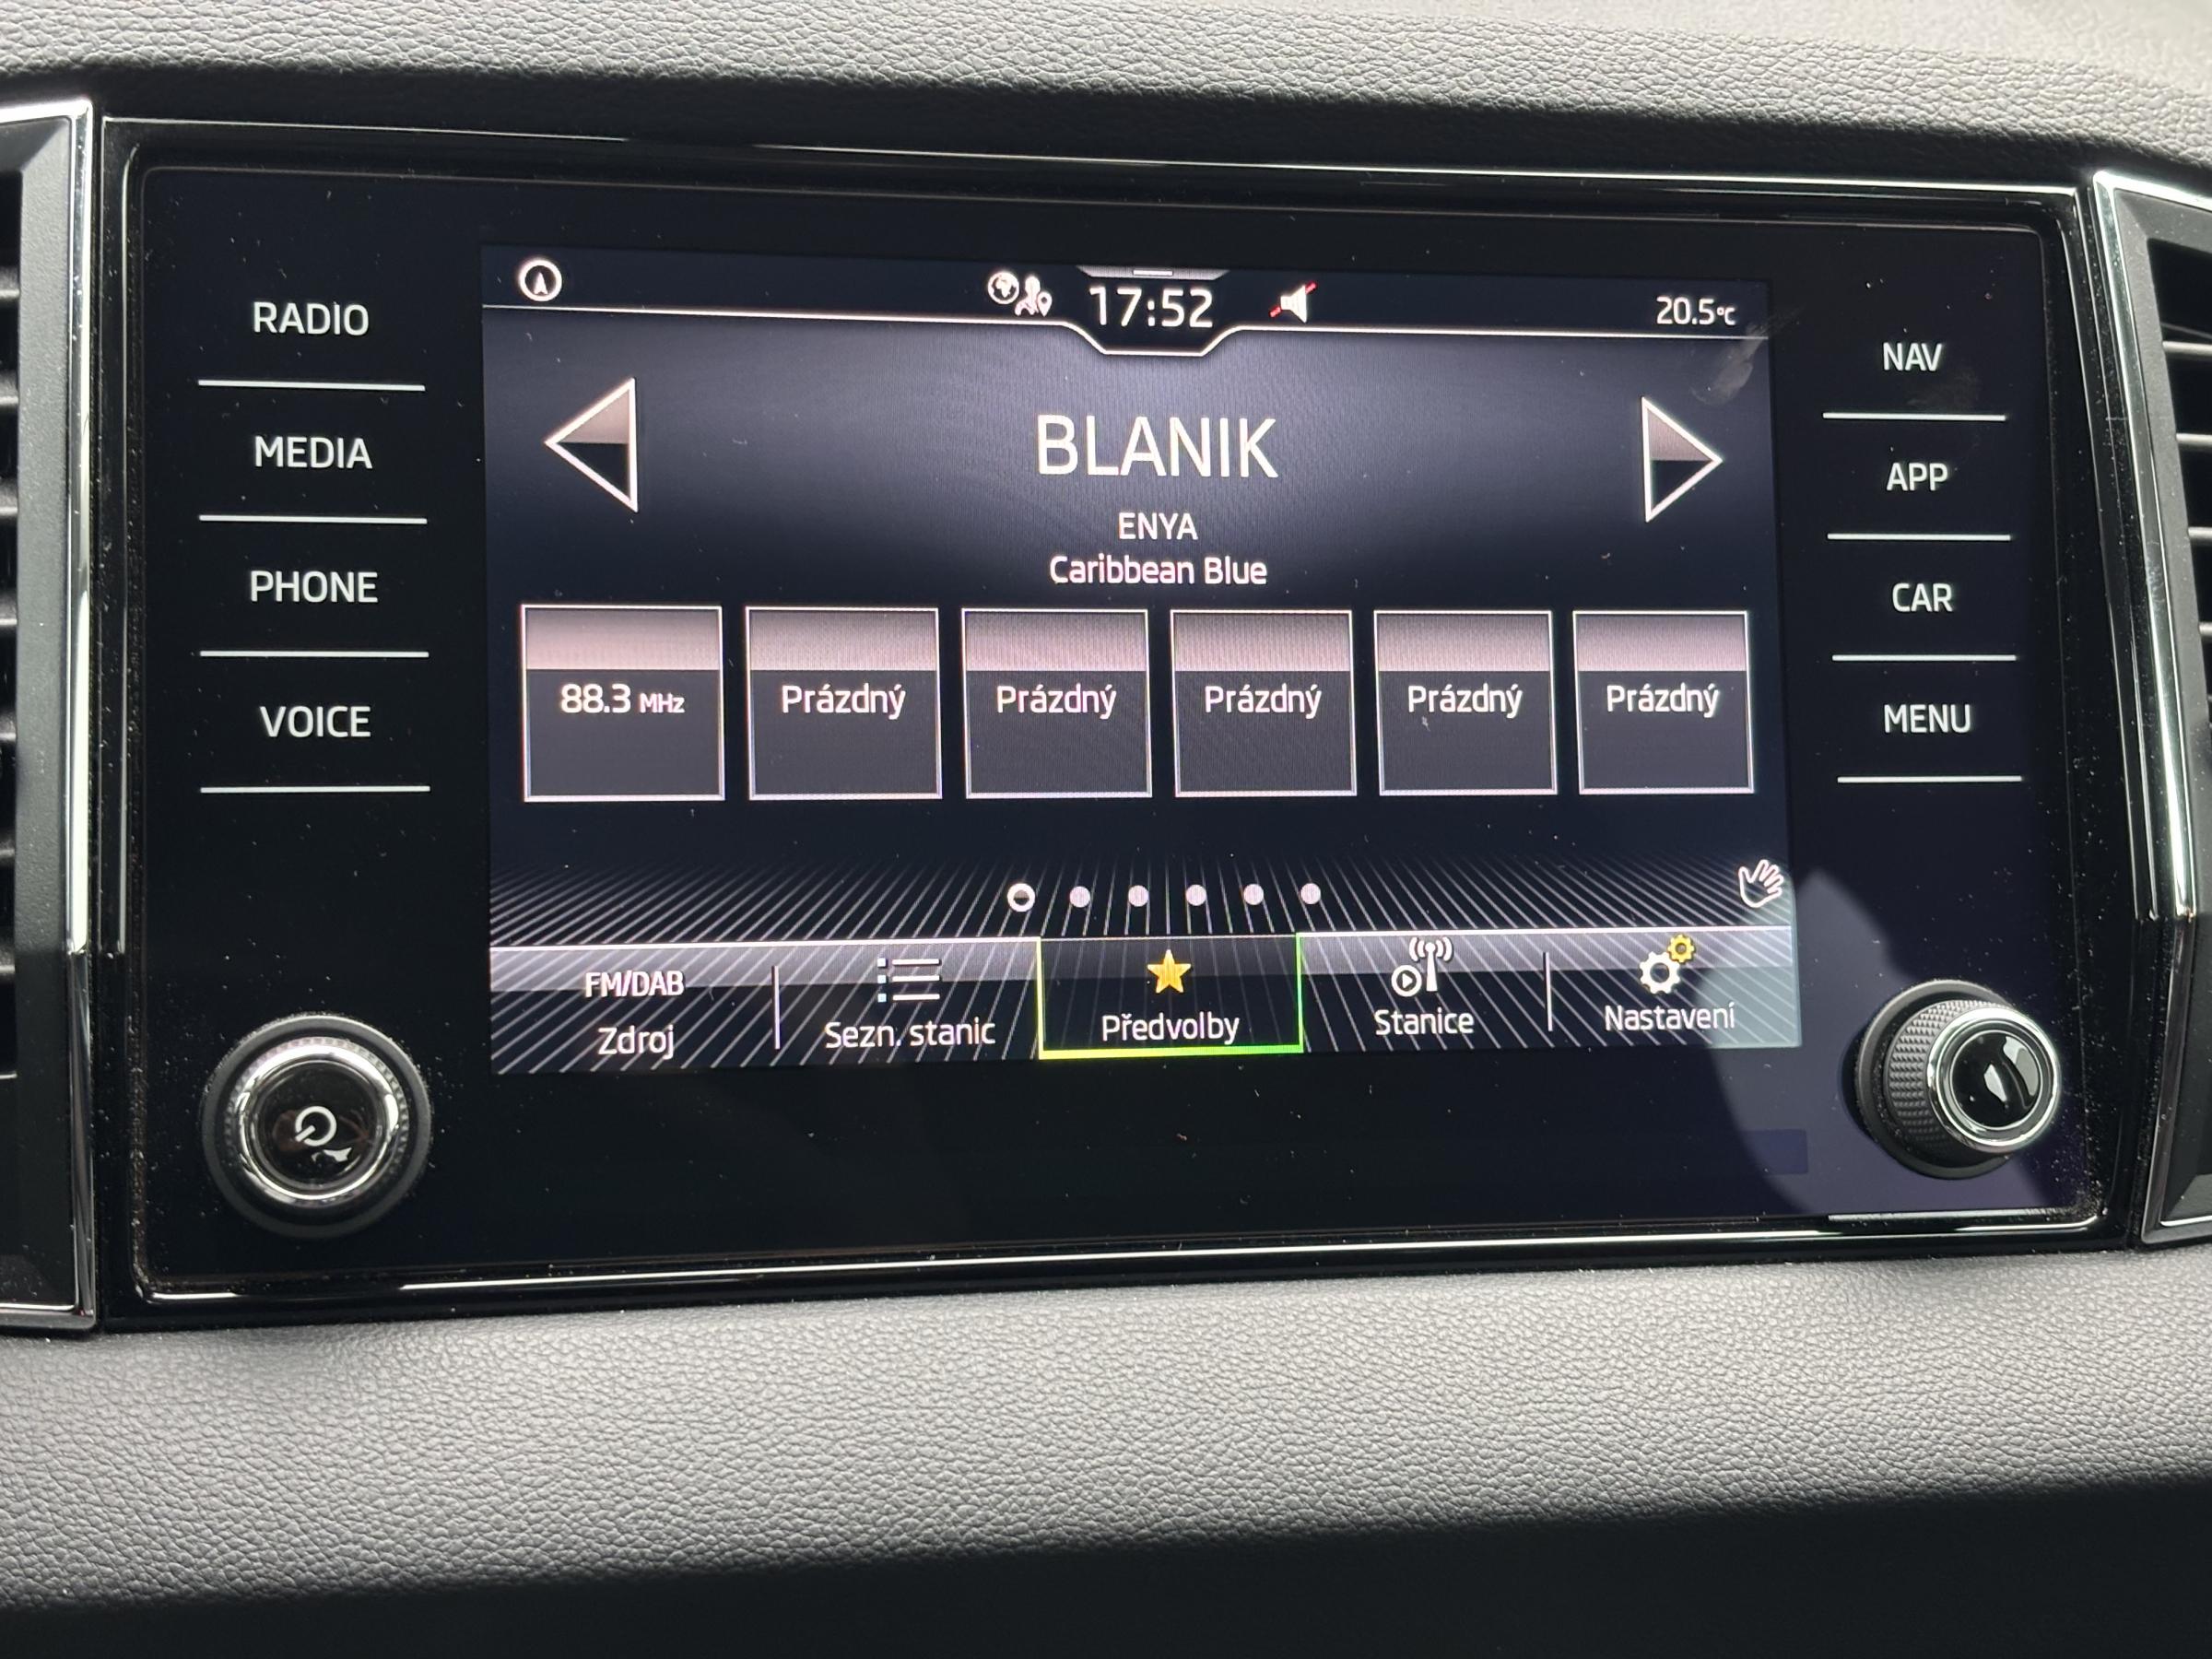 RADIO
MEDIA
PHONE
VOICE
17:52
20.5°C
BLANIK
ENYA
Caribbean Blue
88.3 MHz
Prázdný
Prázdný
Prázdný
Prázdný
Prázdný
FM/DAB
Zdroj
Sezn. stanic
Předvolby
Stanice
Nastavení
NAV
APP
CAR
MENU